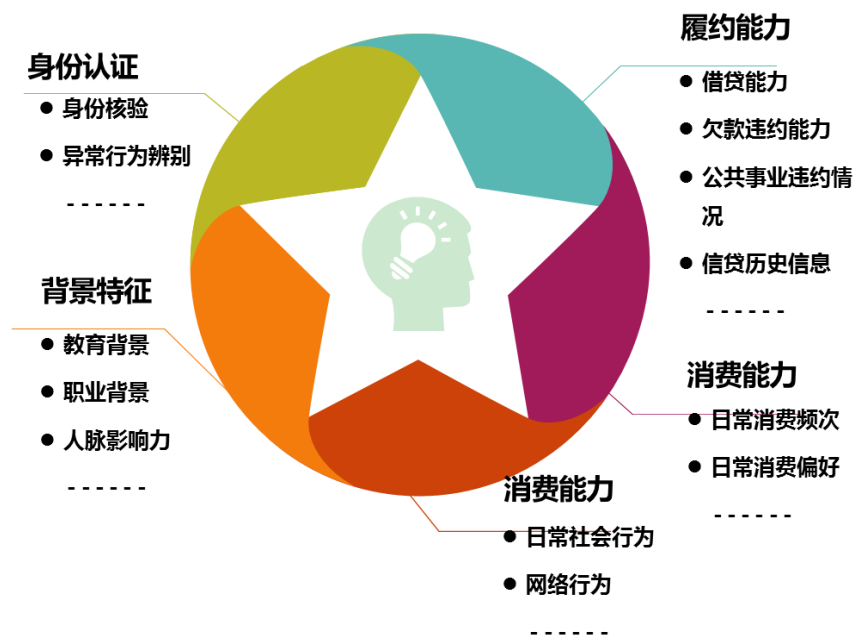 身份认证
● 身份核验
● 异常行为辨别
- - - - - -
履约能力
● 借贷能力
● 欠款违约能力
● 公共事业违约情
况
● 信贷历史信息
- - - - - -
背景特征
● 教育背景
● 职业背景
● 人脉影响力
- - - - - -
消费能力
● 日常消费频次
● 日常消费偏好
- - - - - -
消费能力
● 日常社会行为
● 网络行为
- - - - - -